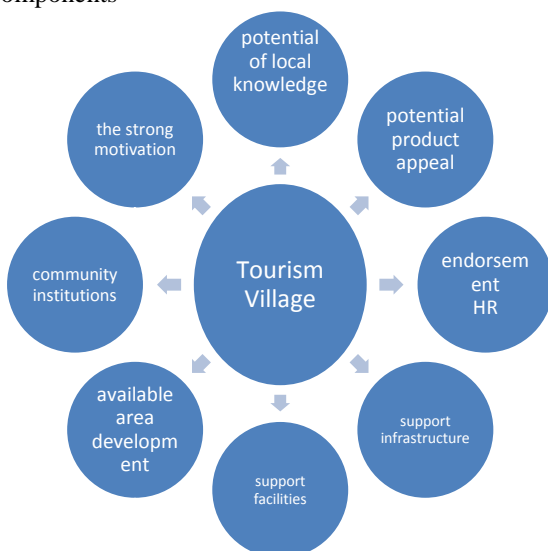 potential
of local
knowledge
the strong
motivation
potential
product
appeal
Tourism
Village
community
institutions
endorsem
ent
HR
available
area
developm
ent
support
infrastructure
support
facilities